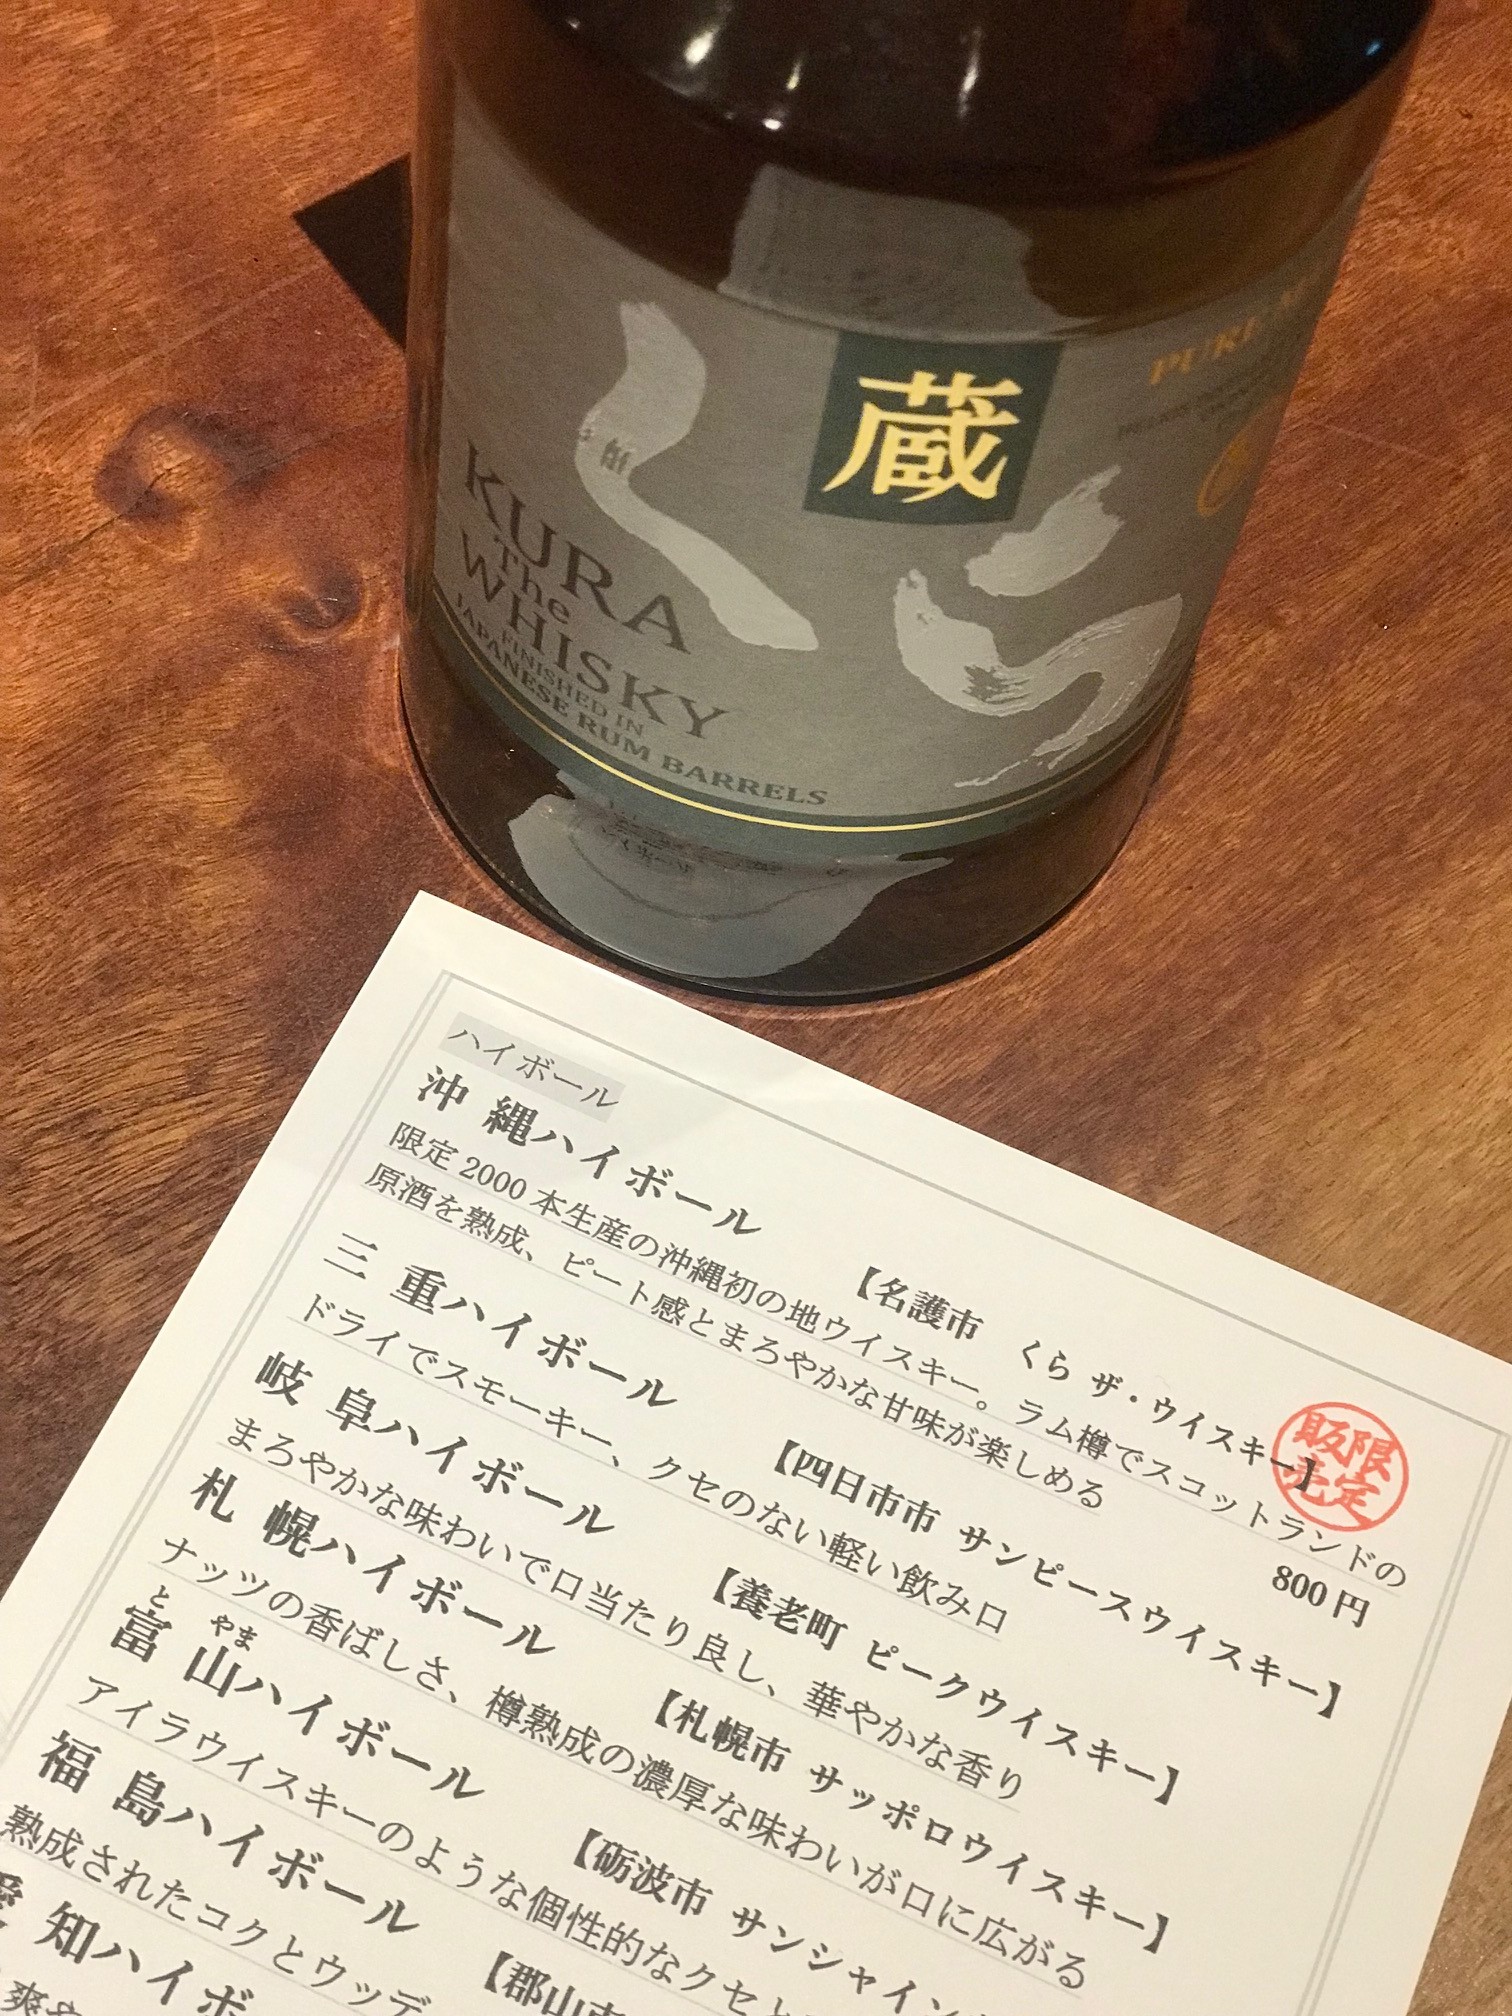 くら
蔵
KURA
The
WHISKY
FINISHED IN
JAPANESE RUM BARRELS
ハイボール
沖縄ハイボール 【名護市 くら ザ・ウイスキー】
限定2000本生産の沖縄初の地ウイスキー。ラム樽でスコットランドの
原酒を熟成、ピート感とまろやかな甘味が楽しめる 800円
限定
販売
三重ハイボール 【四日市市 サンピースウイスキー】
ドライでスモーキー、クセのない軽い飲み口
岐阜ハイボール 【養老町 ピークウイスキー】
まろやかな味わいで口当たり良し、華やかな香り
札幌ハイボール 【札幌市 サッポロウイスキー】
ナッツの香ばしさ、樽熟成の濃厚な味わいが口に広がる
と やま
富山ハイボール 【砺波市 サンシャイン
アイラウイスキーのような個性的なクセと
福島ハイボール 【郡山市
熟成されたコクとウッデ
知ハイボ